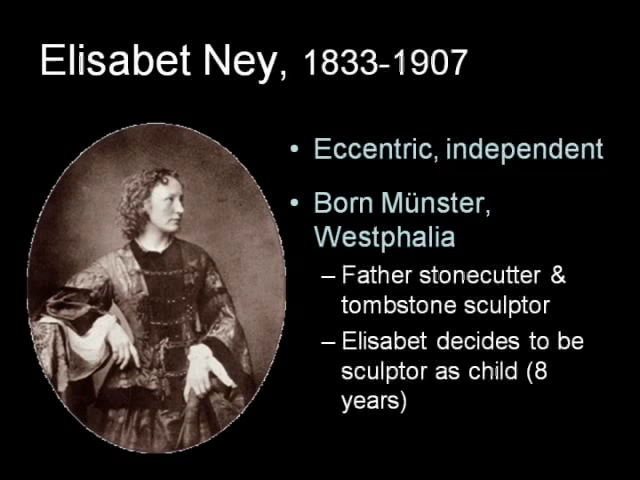 Elisabet Ney, 1833-1907
• Eccentric, independent
• Born Münster,
Westphalia
– Father stonecutter &
tombstone sculptor
– Elisabet decides to be
sculptor as child (8
years)